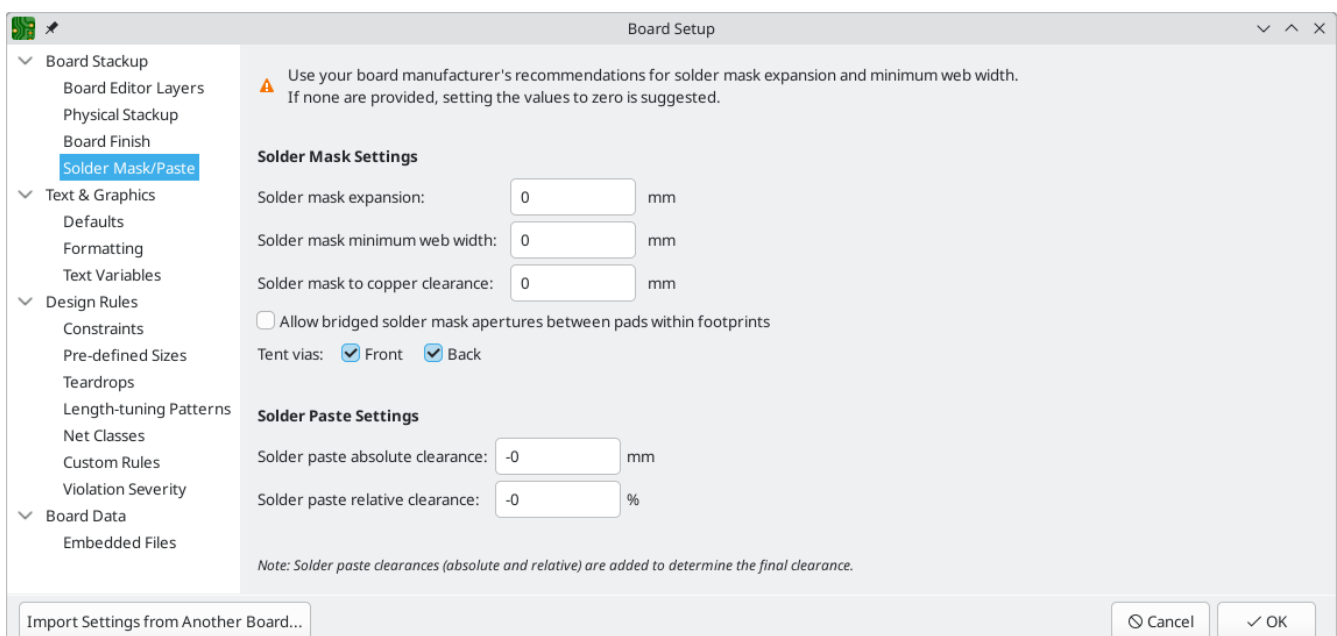 Board Setup
Board Stackup
Board Editor Layers
Physical Stackup
Board Finish
Solder Mask/Paste
Text & Graphics
Defaults
Formatting
Text Variables
Design Rules
Constraints
Pre-defined Sizes
Teardrops
Length-tuning Patterns
Net Classes
Custom Rules
Violation Severity
Board Data
Embedded Files
Use your board manufacturer's recommendations for solder mask expansion and minimum web width.
If none are provided, setting the values to zero is suggested.
Solder Mask Settings
Solder mask expansion: 0 mm
Solder mask minimum web width: 0 mm
Solder mask to copper clearance: 0 mm
Allow bridged solder mask apertures between pads within footprints
Tent vias: Front Back
Solder Paste Settings
Solder paste absolute clearance: -0 mm
Solder paste relative clearance: -0 %
Note: Solder paste clearances (absolute and relative) are added to determine the final clearance.
Import Settings from Another Board... Cancel OK